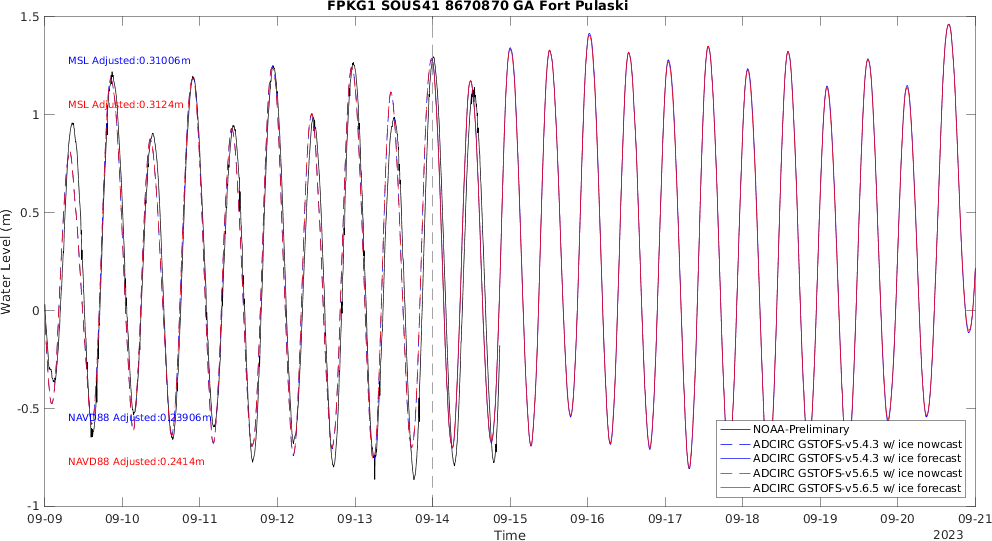 FPKG1 SOUS41 8670870 GA Fort Pulaski
1.5
1
0.5
0
-0.5
-1
Water Level (m)
MSL Adjusted:0.31006m
MSL Adjusted:0.3124m
NAVD88 Adjusted:0.23906m
NAVD88 Adjusted:0.2414m
NOAA-Preliminary
ADCIRC GSTOFS-v5.4.3 w/ ice nowcast
ADCIRC GSTOFS-v5.4.3 w/ ice forecast
ADCIRC GSTOFS-v5.6.5 w/ ice nowcast
ADCIRC GSTOFS-v5.6.5 w/ ice forecast
09-09 09-10 09-11 09-12 09-13 09-14 09-15 09-16 09-17 09-18 09-19 09-20 09-21
Time
2023